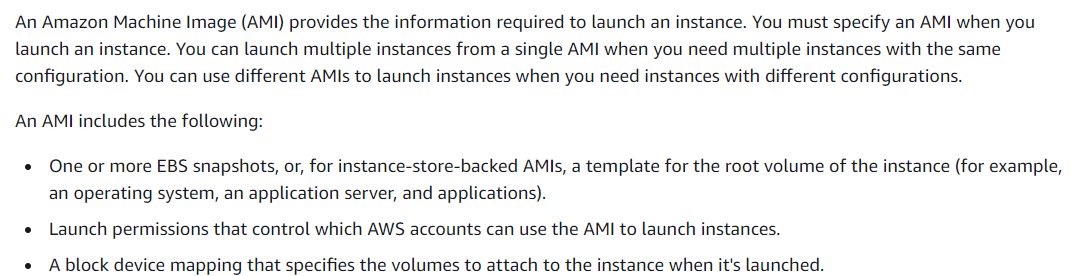 An Amazon Machine Image (AMI) provides the information required to launch an instance. You must specify an AMI when you
launch an instance. You can launch multiple instances from a single AMI when you need multiple instances with the same
configuration. You can use different AMIs to launch instances when you need instances with different configurations.
An AMI includes the following:
• One or more EBS snapshots, or, for instance-store-backed AMIs, a template for the root volume of the instance (for example,
an operating system, an application server, and applications).
• Launch permissions that control which AWS accounts can use the AMI to launch instances.
• A block device mapping that specifies the volumes to attach to the instance when it's launched.